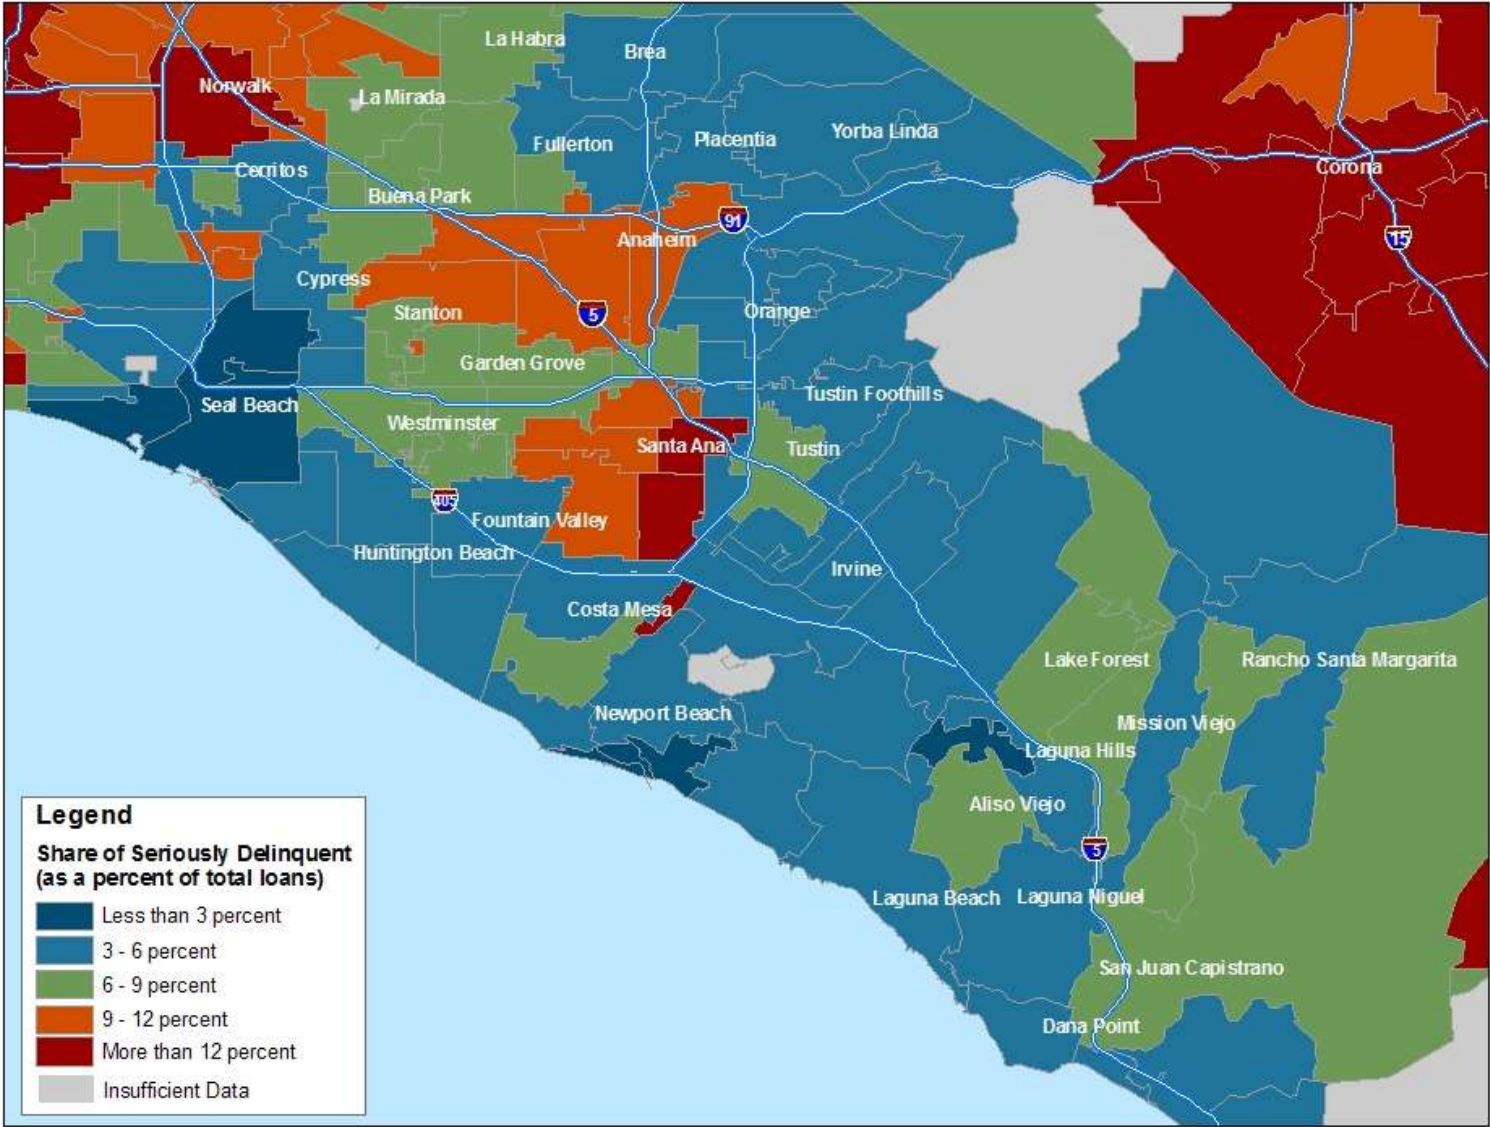 La Habra
Brea
Norwalk
La Mirada
Fullerton
Placentia
Yorba Linda
Cerritos
Corona
Buena Park
91
Anaheim
15
Cypress
Stanton
5
Orange
Garden Grove
Tustin Foothills
Seal Beach
Westminster
Santa Ana
Tustin
405
Fountain Valley
Huntington Beach
Irvine
Costa Mesa
Lake Forest
Rancho Santa Margarita
Newport Beach
Mission Viejo
Laguna Hills
Aliso Viejo
5
Laguna Beach
Laguna Niguel
San Juan Capistrano
Dana Point
Legend
Share of Seriously Delinquent
(as a percent of total loans)
Less than 3 percent
3 - 6 percent
6 - 9 percent
9 - 12 percent
More than 12 percent
Insufficient Data